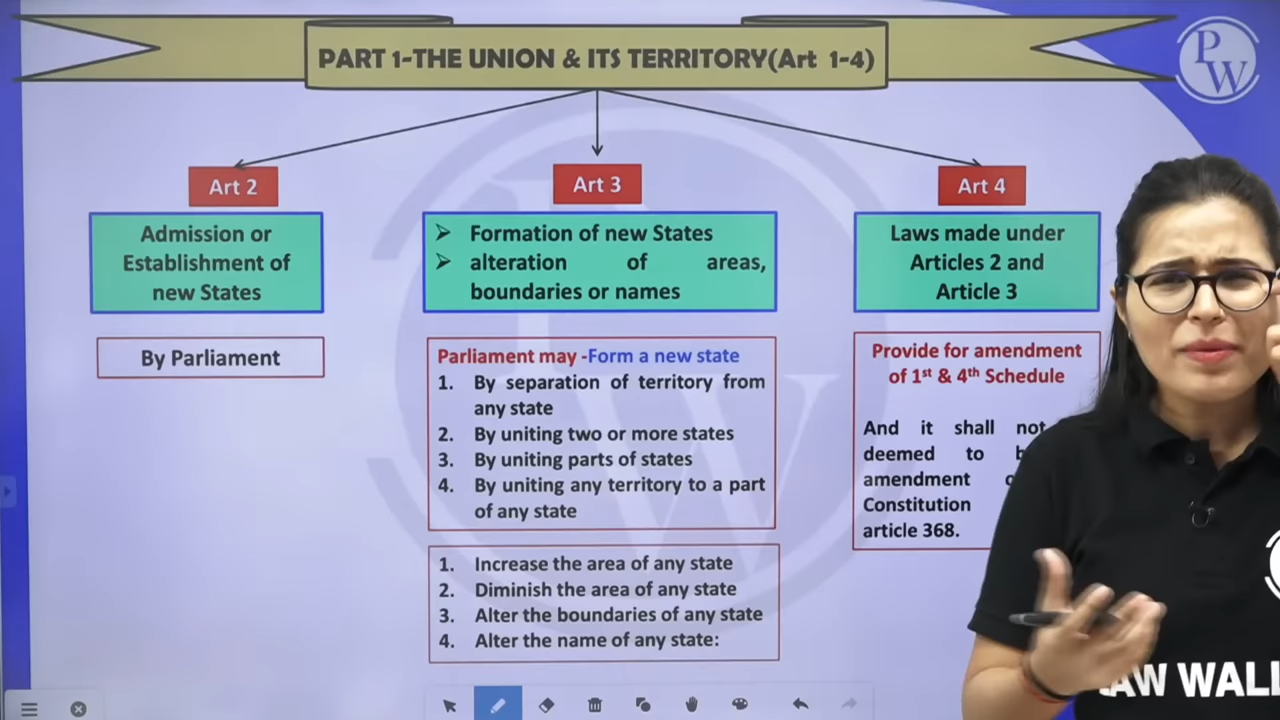 PART 1-THE UNION & ITS TERRITORY(Art 1-4)
PW
Art 2
Admission or
Establishment of
new States
By Parliament
Art 3
➢ Formation of new States
➢ alteration of areas,
boundaries or names
Parliament may -Form a new state
1. By separation of territory from
any state
2. By uniting two or more states
3. By uniting parts of states
4. By uniting any territory to a part
of any state
1. Increase the area of any state
2. Diminish the area of any state
3. Alter the boundaries of any state
4. Alter the name of any state:
Art 4
Laws made under
Articles 2 and
Article 3
Provide for amendment
of 1st & 4th Schedule
And it shall not
deemed to
amendment
Constitution
article 368.